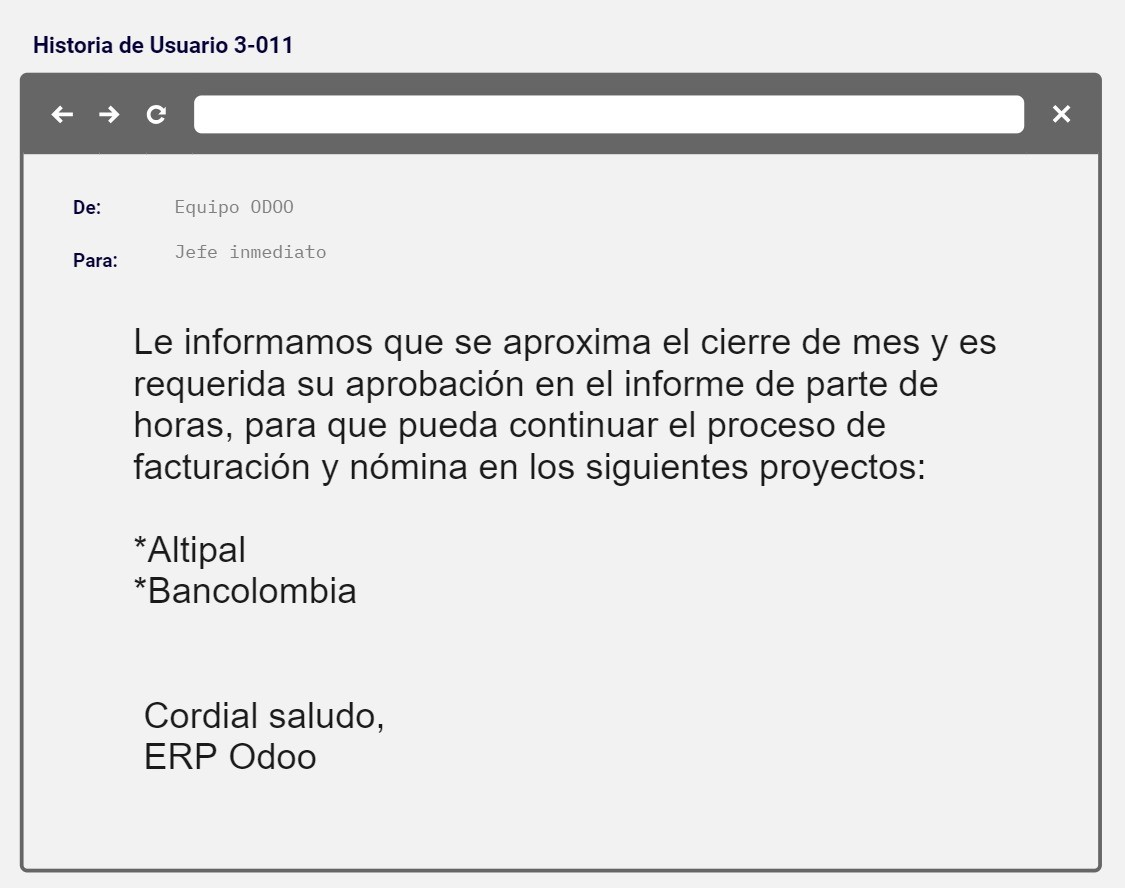 Historia de Usuario 3-011
De: Equipo ODOO
Para: Jefe inmediato
Le informamos que se aproxima el cierre de mes y es
requerida su aprobación en el informe de parte de
horas, para que pueda continuar el proceso de
facturación y nómina en los siguientes proyectos:
*Altipal
*Bancolombia
Cordial saludo,
ERP Odoo